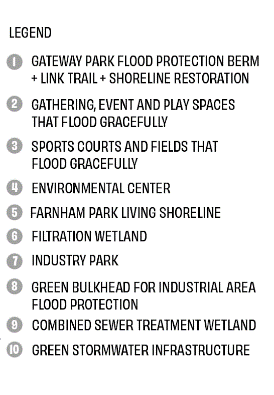 LEGEND
1 GATEWAY PARK FLOOD PROTECTION BERM
+ LINK TRAIL + SHORELINE RESTORATION
2 GATHERING, EVENT AND PLAY SPACES
THAT FLOOD GRACEFULLY
3 SPORTS COURTS AND FIELDS THAT
FLOOD GRACEFULLY
4 ENVIRONMENTAL CENTER
5 FARNHAM PARK LIVING SHORELINE
6 FILTRATION WETLAND
7 INDUSTRY PARK
8 GREEN BULKHEAD FOR INDUSTRIAL AREA
FLOOD PROTECTION
9 COMBINED SEWER TREATMENT WETLAND
10 GREEN STORMWATER INFRASTRUCTURE